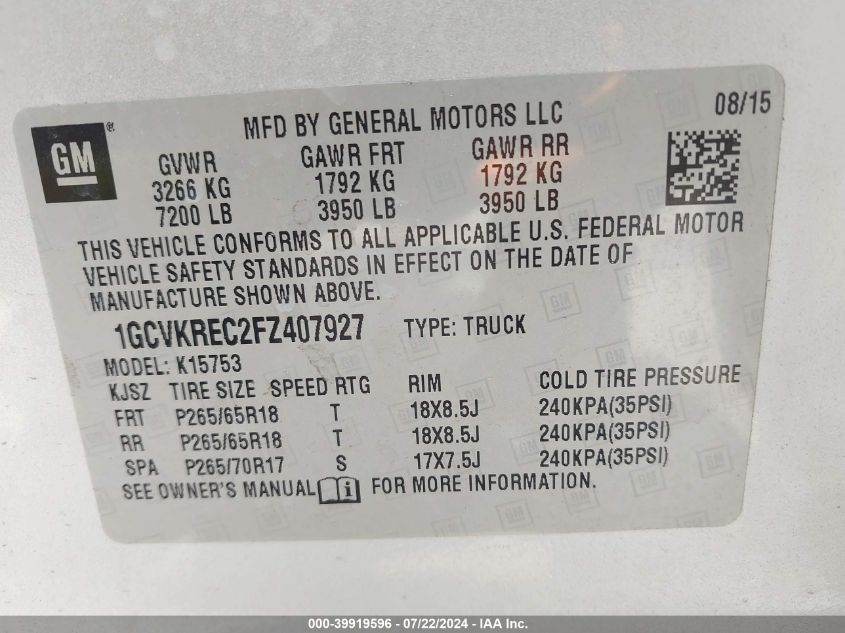 GM ®
MFD BY GENERAL MOTORS LLC 08/15
GVWR GAWR FRT GAWR RR
3266 KG 1792 KG 1792 KG
7200 LB 3950 LB 3950 LB
THIS VEHICLE CONFORMS TO ALL APPLICABLE U.S. FEDERAL MOTOR
VEHICLE SAFETY STANDARDS IN EFFECT ON THE DATE OF
MANUFACTURE SHOWN ABOVE.
1GCVKREC2FZ407927 TYPE: TRUCK
MODEL: K15753
KJSZ TIRE SIZE SPEED RTG RIM COLD TIRE PRESSURE
FRT P265/65R18 T 18X8.5J 240KPA(35PSI)
RR P265/65R18 T 18X8.5J 240KPA(35PSI)
SPA P265/70R17 S 17X7.5J 240KPA(35PSI)
SEE OWNER'S MANUAL i FOR MORE INFORMATION.
000-39919596 - 07/22/2024 - IAA Inc.